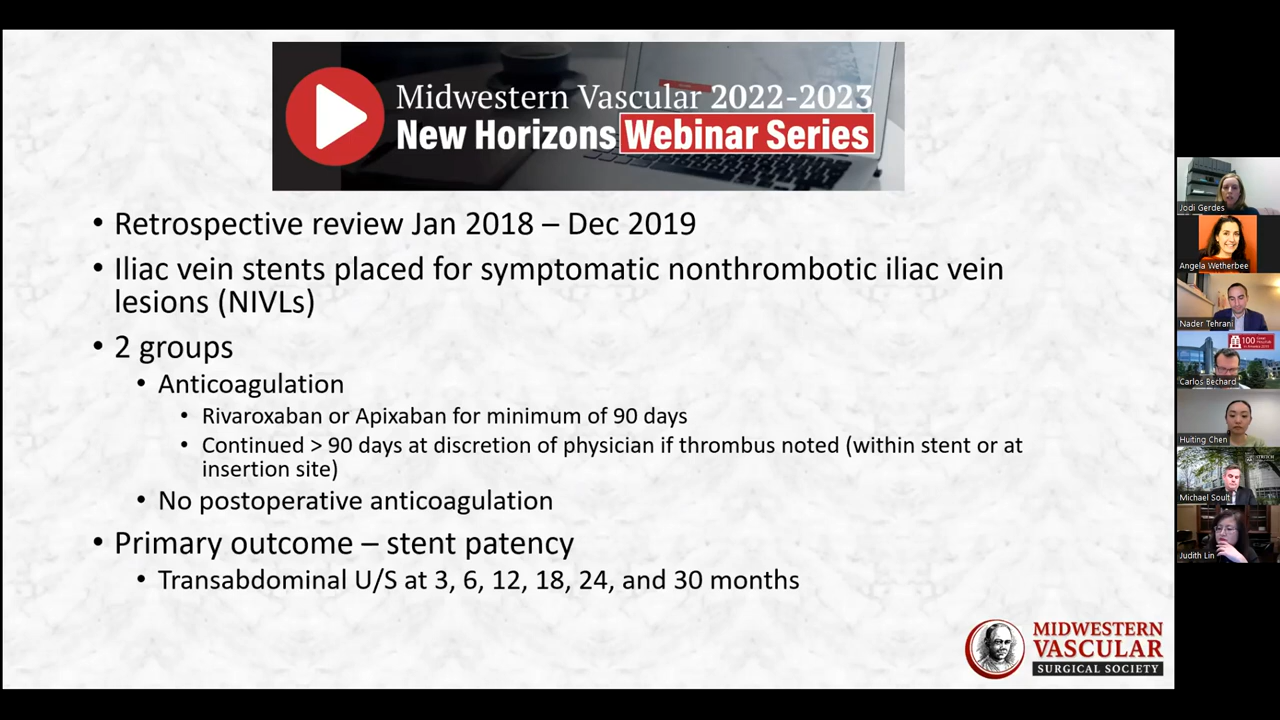 Midwestern Vascular 2022-2023
New Horizons Webinar Series
• Retrospective review Jan 2018 – Dec 2019
• Iliac vein stents placed for symptomatic nonthrombotic iliac vein
lesions (NIVLs)
• 2 groups
• Anticoagulation
• Rivaroxaban or Apixaban for minimum of 90 days
• Continued > 90 days at discretion of physician if thrombus noted (within stent or at
insertion site)
• No postoperative anticoagulation
• Primary outcome – stent patency
• Transabdominal U/S at 3, 6, 12, 18, 24, and 30 months
MIDWESTERN
VASCULAR
SURGICAL SOCIETY
Jodi Gerdes
Angela Wetherbee
Nader Tehrani
100
Carlos Bechard
Huiting Chen
Michael Soult
Judith Lin